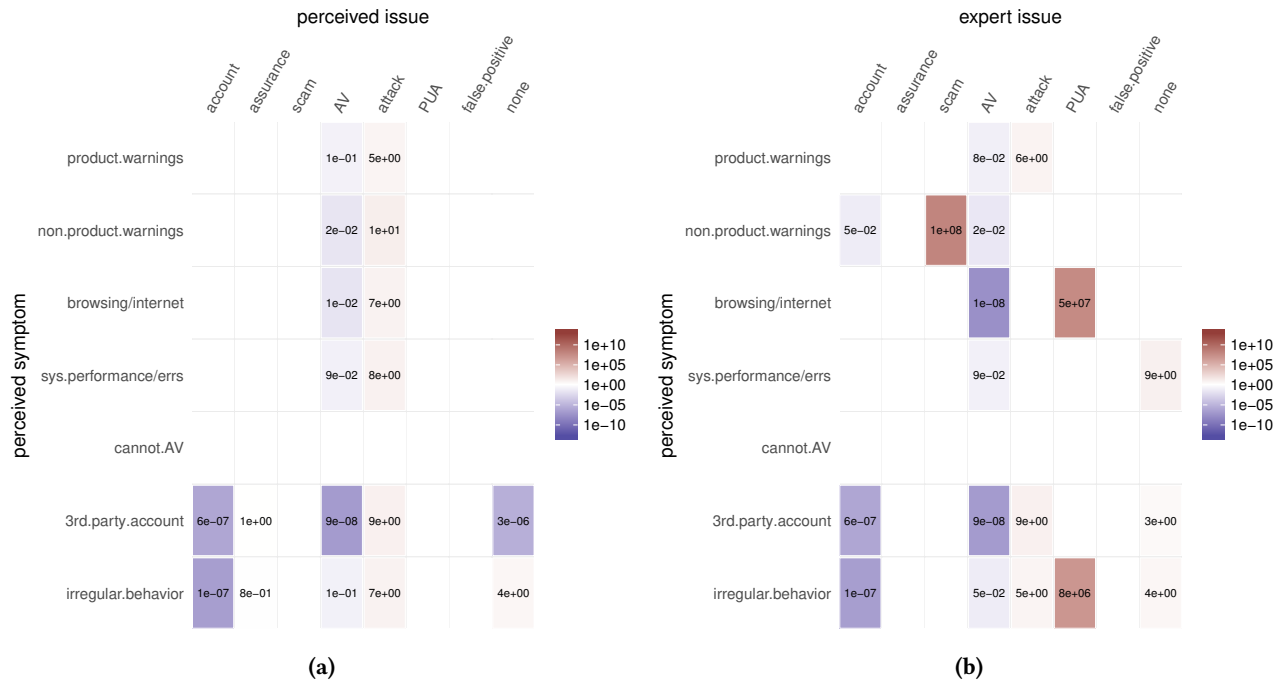 perceived issue
account assurance scam AV attack PUA false.positive none
perceived symptom
product.warnings 1e−01 5e+00
non.product.warnings 2e−02 1e+01
browsing/internet 1e−02 7e+00
sys.performance/errs 9e−02 8e+00
cannot.AV
3rd.party.account 6e−07 1e+00 9e−08 9e+00 3e−06
irregular.behavior 1e−07 8e−01 1e−01 7e+00 4e+00
1e+10
1e+05
1e+00
1e−05
1e−10
(a)
expert issue
account assurance scam AV attack PUA false.positive none
perceived symptom
product.warnings 8e−02 6e+00
non.product.warnings 5e−02 1e+08 2e−02
browsing/internet 1e−08 5e+07
sys.performance/errs 9e−02 9e+00
cannot.AV
3rd.party.account 6e−07 9e−08 9e+00 3e+00
irregular.behavior 1e−07 5e−02 5e+00 8e+06 4e+00
1e+10
1e+05
1e+00
1e−05
1e−10
(b)